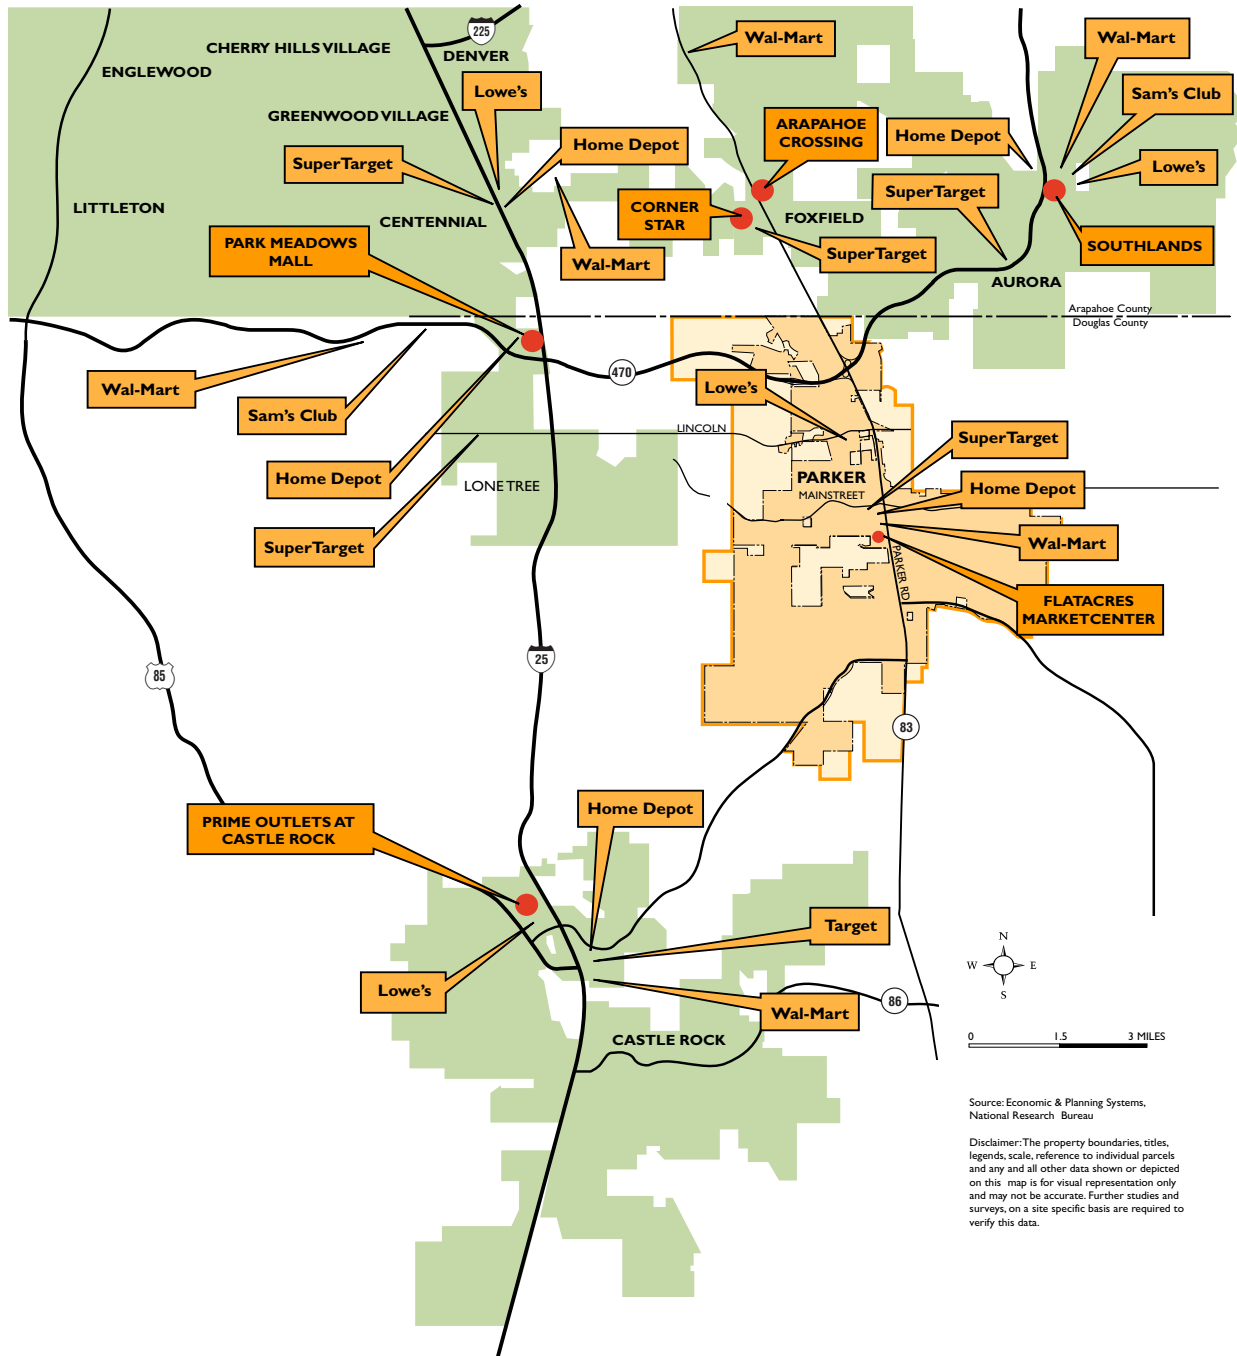 225
CHERRY HILLS VILLAGE
DENVER
ENGLEWOOD
Wal-Mart
Wal-Mart
Lowe's
Sam's Club
GREENWOOD VILLAGE
ARAPAHOE
CROSSING
Home Depot
Home Depot
SuperTarget
Lowe's
SuperTarget
LITTLETON
CENTENNIAL
CORNER
STAR
FOXFIELD
PARK MEADOWS
MALL
SOUTHLANDS
SuperTarget
Wal-Mart
AURORA
Arapahoe County
Douglas County
470
Wal-Mart
Lowe's
Sam's Club
LINCOLN
SuperTarget
Home Depot
LONE TREE
PARKER
MAINSTREET
Home Depot
SuperTarget
Wal-Mart
PARKER RD
FLATACRES
MARKETCENTER
25
85
83
PRIME OUTLETS AT
CASTLE ROCK
Home Depot
Target
Lowe's
Wal-Mart
86
CASTLE ROCK
N
W
E
S
0 1.5 3 MILES
Source: Economic & Planning Systems,
National Research Bureau
Disclaimer: The property boundaries, titles,
legends, scale, reference to individual parcels
and any and all other data shown or depicted
on this map is for visual representation only
and may not be accurate. Further studies and
surveys, on a site specific basis are required to
verify this data.